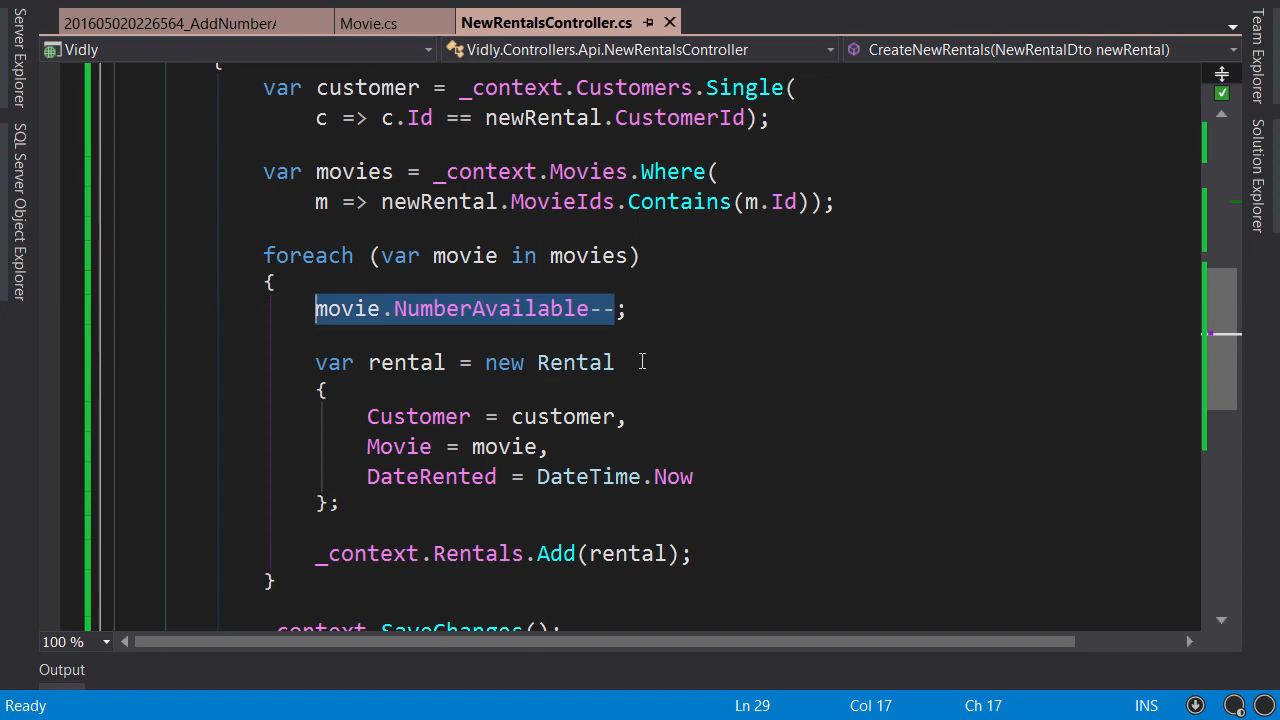 201605020226564_AddNumberA
Movie.cs
NewRentalsController.cs
Vidly
Vidly.Controllers.Api.NewRentalsController
CreateNewRentals(NewRentalDto newRental)
Server Explorer
SQL Server Object Explorer
{
var customer = _context.Customers.Single(
c => c.Id == newRental.CustomerId);
var movies = _context.Movies.Where(
m => newRental.MovieIds.Contains(m.Id));
foreach (var movie in movies)
{
movie.NumberAvailable--;
var rental = new Rental
{
Customer = customer,
Movie = movie,
DateRented = DateTime.Now
};
_context.Rentals.Add(rental);
}
_context.SaveChanges();
Team Explorer
Solution Explorer
100 %
Output
Ready
Ln 29
Col 17
Ch 17
INS